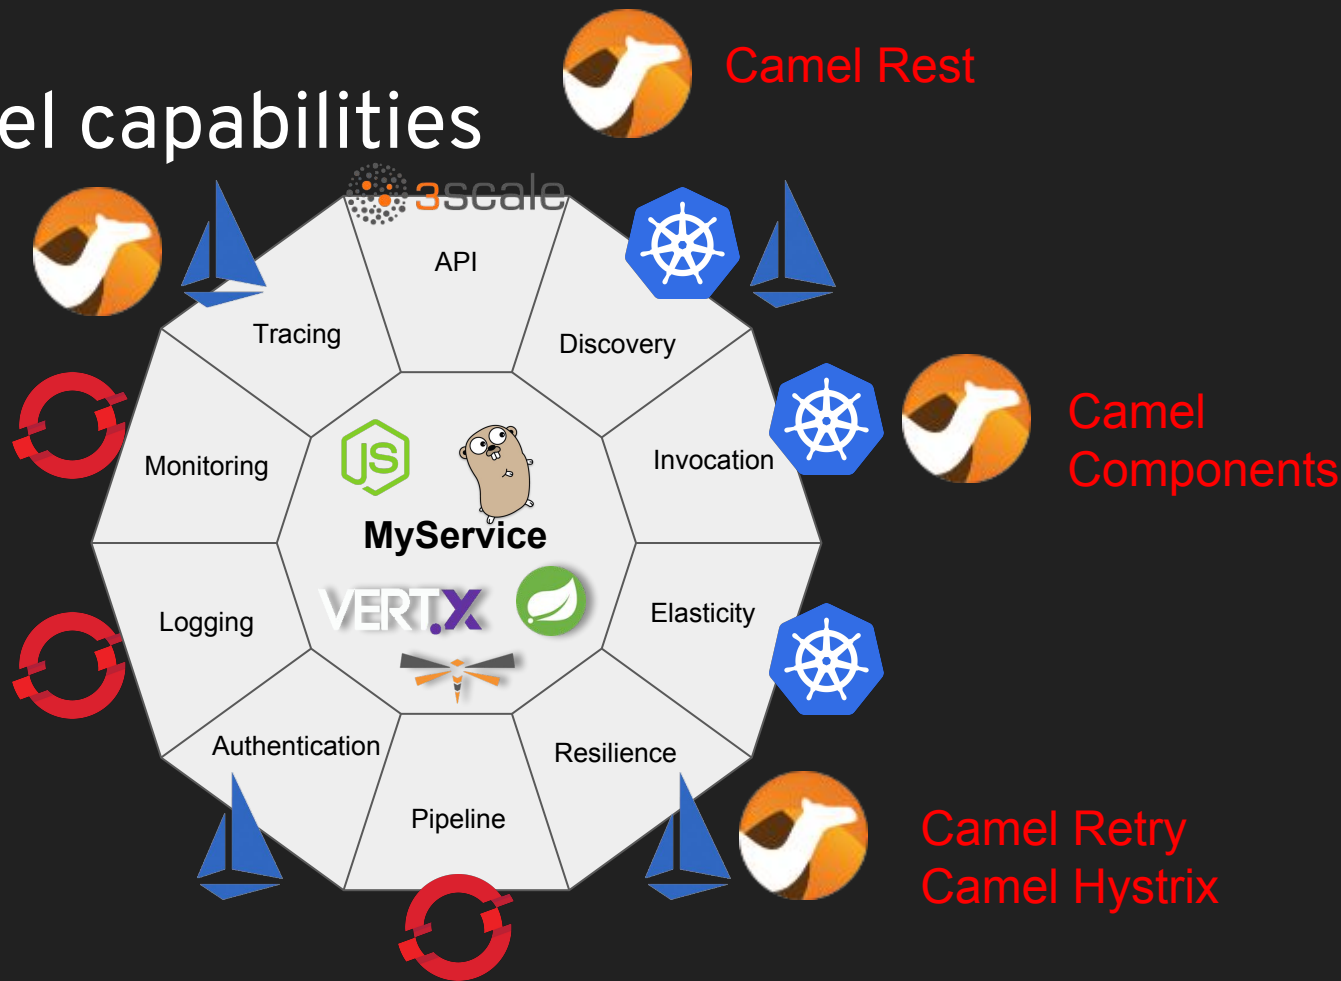 Camel Rest
el capabilities
3scale
API
Tracing
Discovery
Camel
Components
Monitoring
JS
Invocation
MyService
VERT.X
Logging
Elasticity
Authentication
Resilience
Pipeline
Camel Retry
Camel Hystrix